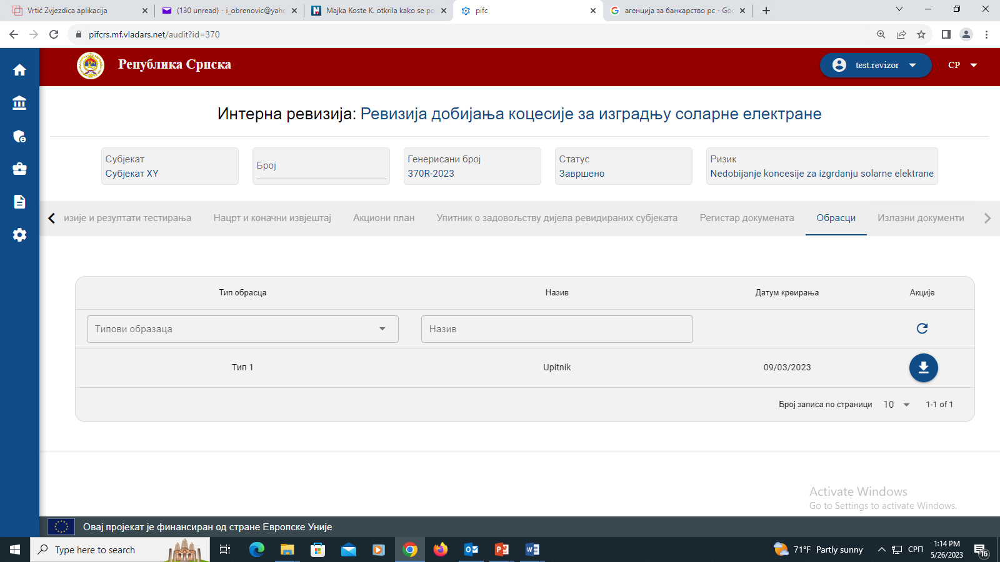 Vrtić Zvjezdica aplikacija
(130 unread) - i_obrenovic@yaho
Majka Koste K. otkrila kako se po
pifc
агенција за банкарство рс - Goo
pifcrs.mf.vladars.net/audit?id=370
Република Српска
test.revizor
СР
Интерна ревизија: Ревизија добијања коцесије за изградњу соларне електране
Субјекат
Субјекат XY
Број
Генерисани број
370R-2023
Статус
Завршено
Ризик
Nedobijanje koncesije za izgrdanju solarne elektrane
изије и резултати тестирања
Нацрт и коначни извјештај
Акциони план
Упитник о задовољству дијела ревидираних субјеката
Регистар докумената
Обрасци
Излазни документи
Тип обрасца
Назив
Датум креирања
Акције
Типови образаца
Назив
Тип 1
Upitnik
09/03/2023
Број записа по страници
10
1-1 of 1
Activate Windows
Go to Settings to activate Windows.
Овај пројекат је финансиран од стране Европске Уније
Type here to search
71°F Partly sunny
СРП
1:14 PM
5/26/2023
16